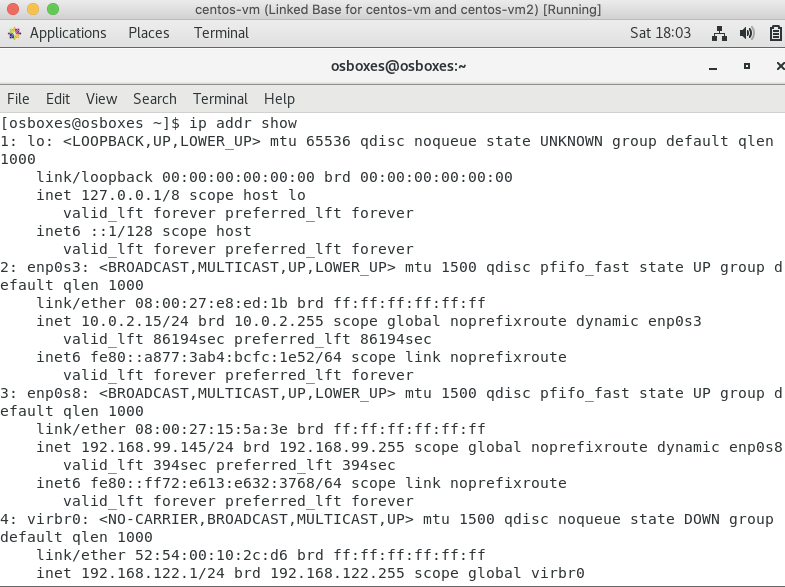 centos-vm (Linked Base for centos-vm and centos-vm2) [Running]
Applications Places Terminal Sat 18:03
osboxes@osboxes:~
File Edit View Search Terminal Help
[osboxes@osboxes ~]$ ip addr show
1: lo: <LOOPBACK,UP,LOWER_UP> mtu 65536 qdisc noqueue state UNKNOWN group default qlen
1000
    link/loopback 00:00:00:00:00:00 brd 00:00:00:00:00:00
    inet 127.0.0.1/8 scope host lo
       valid_lft forever preferred_lft forever
    inet6 ::1/128 scope host
       valid_lft forever preferred_lft forever
2: enp0s3: <BROADCAST,MULTICAST,UP,LOWER_UP> mtu 1500 qdisc pfifo_fast state UP group d
efault qlen 1000
    link/ether 08:00:27:e8:ed:1b brd ff:ff:ff:ff:ff:ff
    inet 10.0.2.15/24 brd 10.0.2.255 scope global noprefixroute dynamic enp0s3
       valid_lft 86194sec preferred_lft 86194sec
    inet6 fe80::a877:3ab4:bcfc:1e52/64 scope link noprefixroute
       valid_lft forever preferred_lft forever
3: enp0s8: <BROADCAST,MULTICAST,UP,LOWER_UP> mtu 1500 qdisc pfifo_fast state UP group d
efault qlen 1000
    link/ether 08:00:27:15:5a:3e brd ff:ff:ff:ff:ff:ff
    inet 192.168.99.145/24 brd 192.168.99.255 scope global noprefixroute dynamic enp0s8
       valid_lft 394sec preferred_lft 394sec
    inet6 fe80::ff72:e613:e632:3768/64 scope link noprefixroute
       valid_lft forever preferred_lft forever
4: virbr0: <NO-CARRIER,BROADCAST,MULTICAST,UP> mtu 1500 qdisc noqueue state DOWN group
default qlen 1000
    link/ether 52:54:00:10:2c:d6 brd ff:ff:ff:ff:ff:ff
    inet 192.168.122.1/24 brd 192.168.122.255 scope global virbr0